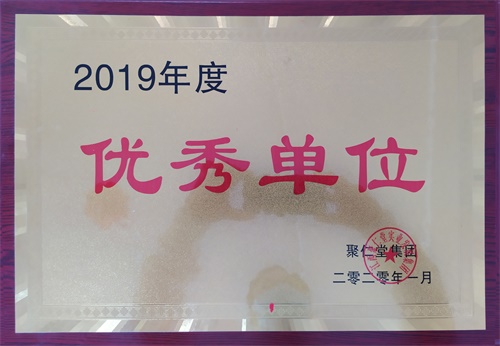 2019年度
优秀单位
聚仁堂集团
二零二零年一月